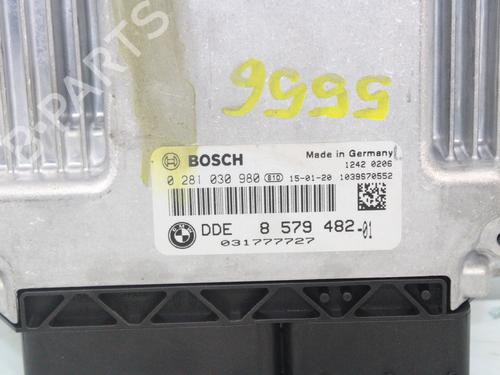 5556
B-PARTS
BOSCH
Made in Germany
1242 0206
0 281 030 980 15-01-20 1039S70552
DDE 8 579 482-01
031777727